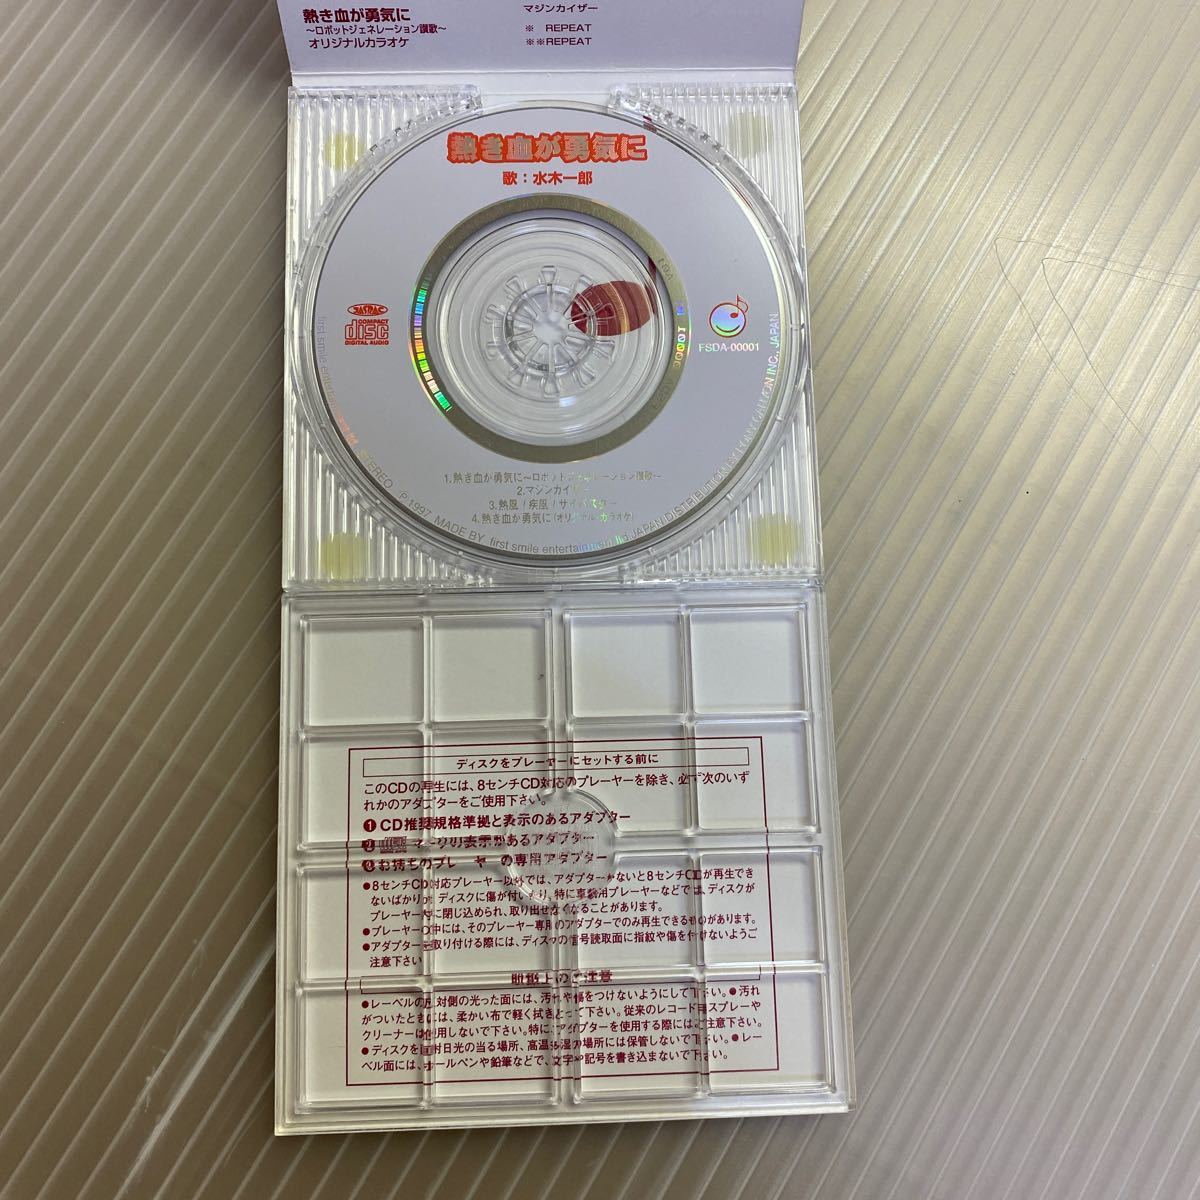 熱き血が勇気に
〜ロボットジェネレーション讃歌〜
オリジナルカラオケ
マジンカイザー
※ REPEAT
※※REPEAT
熱き血が勇気に
歌：水木一郎
JASRAC
COMPACT
disc
DIGITAL AUDIO
FSDA-00001
1.熱き血が勇気に〜ロボットジェネレーション讃歌〜
2.マジンカイザー
3.熱風！疾風！サイバスター
4.熱き血が勇気に(オリジナルカラオケ)
first smile entertainment ltd. STEREO P.1997 MADE BY first smile entertainment ltd. JAPAN DISTRIBUTION BY INC., JAPAN
ディスクをプレーヤーにセットする前に
このCDの再生には、8センチCD対応のプレーヤーを除き、必ず次のいず
れかのアダプターをご使用下さい。
❶CD推奨規格準拠と表示のあるアダプター
❷ マークの表示があるアダプター
❸お持ちのプレーヤーの専用アダプター
●8センチCD対応プレーヤー以外では、アダプターがないと8センチCDが再生でき
ないばかりか、ディスクに傷が付いたり、特に車載用プレーヤーなどでは、ディスクが
プレーヤー内に閉じ込められ、取り出せなくなることがあります。
●プレーヤーの中には、そのプレーヤー専用のアダプターでのみ再生できるものがあります。
●アダプターを取り付ける際には、ディスクの信号読取面に指紋や傷を付けないようご
注意下さい
取扱上のご注意
●レーベルの反対側の光った面には、汚れや傷をつけないようにして下さい。●汚れ
がついたときには、柔かい布で軽く拭きとって下さい。従来のレコード用スプレーや
クリーナーは使用しないで下さい。特に、アダプターを使用する際にはご注意下さい。
●ディスクを直射日光の当る場所、高温多湿の場所には保管しないで下さい。●レー
ベル面には、ボールペンや鉛筆などで、文字や記号を書き込まないで下さい。